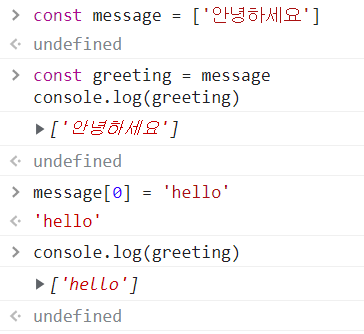 > const message = ['안녕하세요']
< undefined
> const greeting = message
console.log(greeting)
▶ ['안녕하세요']
< undefined
> message[0] = 'hello'
< 'hello'
> console.log(greeting)
▶ ['hello']
< undefined